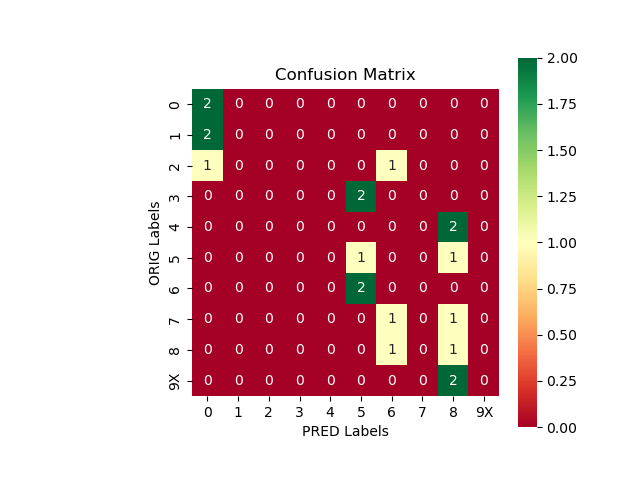 Confusion Matrix
ORIG Labels
0 2 0 0 0 0 0 0 0 0 0
1 2 0 0 0 0 0 0 0 0 0
2 1 0 0 0 0 0 1 0 0 0
3 0 0 0 0 0 2 0 0 0 0
4 0 0 0 0 0 0 0 0 2 0
5 0 0 0 0 0 1 0 0 1 0
6 0 0 0 0 0 2 0 0 0 0
7 0 0 0 0 0 0 1 0 1 0
8 0 0 0 0 0 0 1 0 1 0
9X 0 0 0 0 0 0 0 0 2 0
0 1 2 3 4 5 6 7 8 9X
PRED Labels
2.00
1.75
1.50
1.25
1.00
0.75
0.50
0.25
0.00